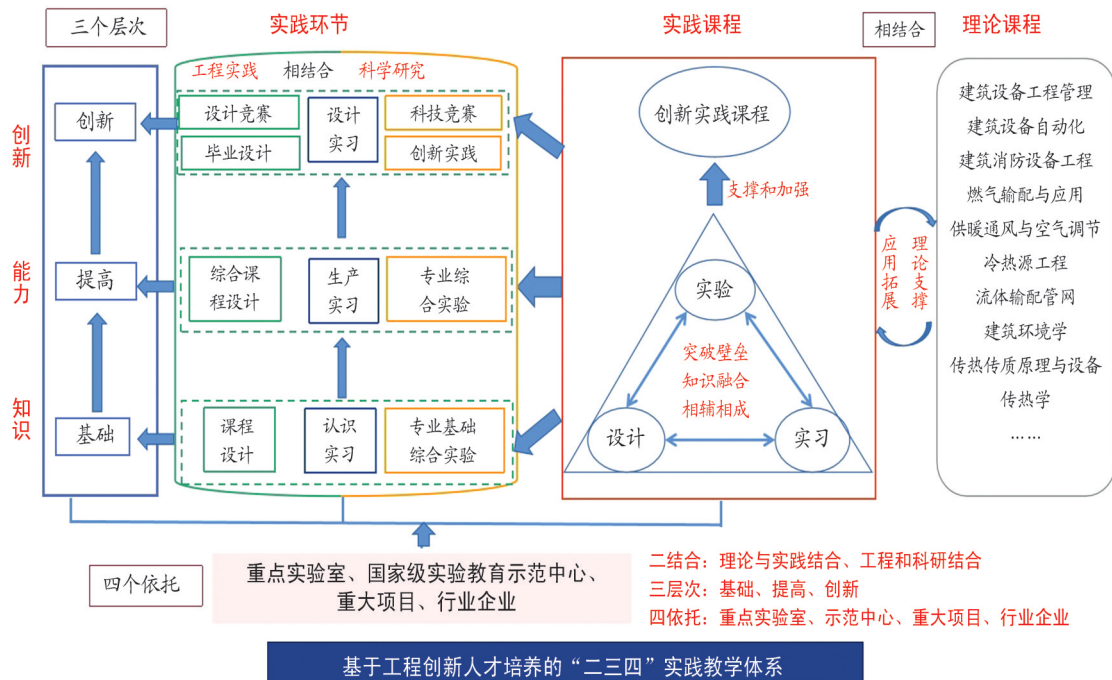 三个层次
实践环节
实践课程
相结合
理论课程
工程实践
相结合
科学研究
创新
能力
知识
创新
提高
基础
设计竞赛
毕业设计
设计
实习
科技竞赛
创新实践
综合课
程设计
生产
实习
专业综
合实验
课程
设计
认识
实习
专业基础
综合实验
创新实践课程
支撑和加强
实验
突破壁垒
知识融合
相辅相成
设计
实习
应用拓展
理论支撑
建筑设备工程管理
建筑设备自动化
建筑消防设备工程
燃气输配与应用
供暖通风与空气调节
冷热源工程
流体输配管网
建筑环境学
传热传质原理与设备
传热学
……
四个依托
重点实验室、国家级实验教育示范中心、
重大项目、行业企业
二结合：理论与实践结合、工程和科研结合
三层次：基础、提高、创新
四依托：重点实验室、示范中心、重大项目、行业企业
基于工程创新人才培养的“二三四”实践教学体系